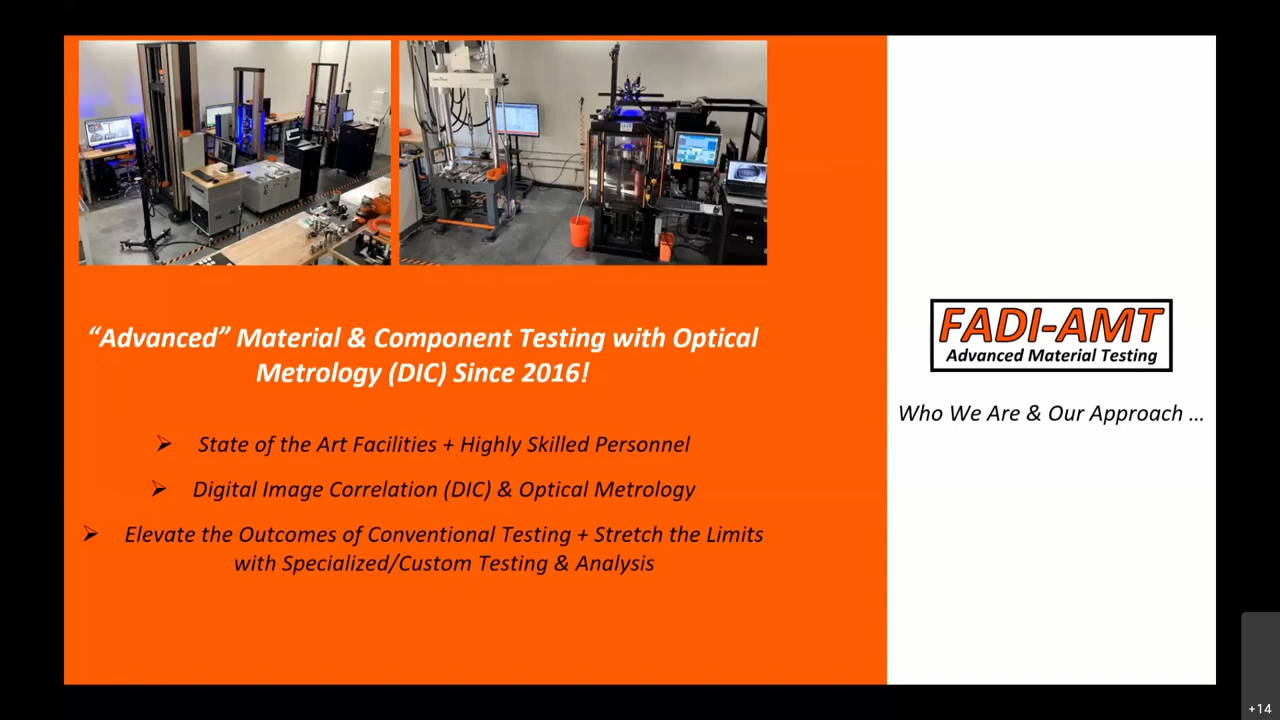 “Advanced” Material & Component Testing with Optical
Metrology (DIC) Since 2016!
➢ State of the Art Facilities + Highly Skilled Personnel
➢ Digital Image Correlation (DIC) & Optical Metrology
➢ Elevate the Outcomes of Conventional Testing + Stretch the Limits
with Specialized/Custom Testing & Analysis
FADI-AMT
Advanced Material Testing
Who We Are & Our Approach ...
+14